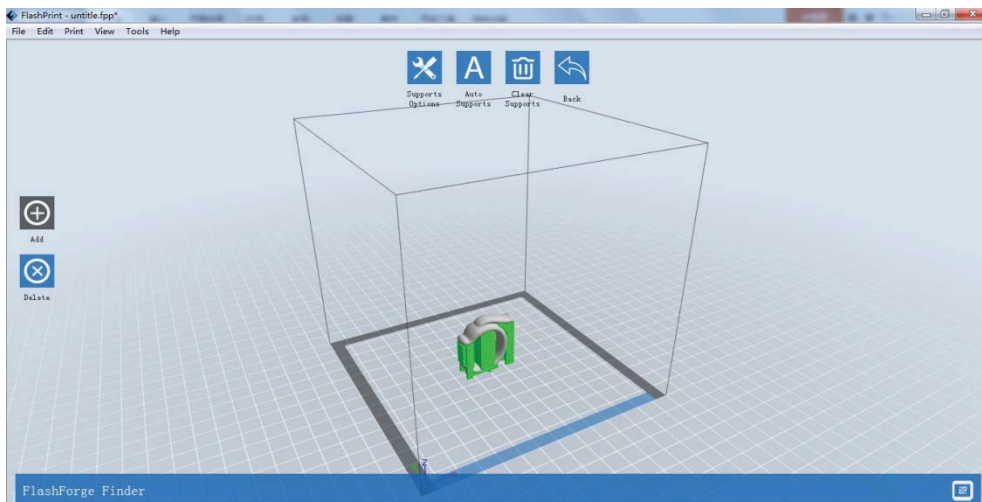 FlashPrint - untitle.fpp*
File Edit Print View Tools Help
Supports Options
Auto Supports
Clear Supports
Back
Add
Delete
Z
FlashForge Finder